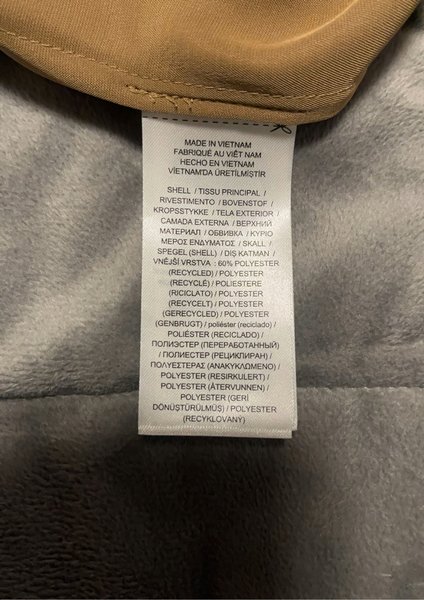 MADE IN VIETNAM
FABRIQUÉ AU VIÊT NAM
HECHO EN VIETNAM
VİETNAM'DA ÜRETİLMİŞTİR
SHELL / TISSU PRINCIPAL /
RIVESTIMENTO / BOVENSTOF /
KROPSSTYKKE / TELA EXTERIOR /
CAMADA EXTERNA / ВЕРХНИЙ
МАТЕРИАЛ / ОБВИВКА / ΚΥΡΙΟ
ΜΕΡΟΣ ΕΝΔΥΜΑΤΟΣ / SKALL /
SPEGEL (SHELL) / DIŞ KATMAN /
VNĚJŠÍ VRSTVA : 60% POLYESTER
(RECYCLED) / POLYESTER
(RECYCLÉ) / POLIESTERE
(RICICLATO) / POLYESTER
(RECYCELT) / POLYESTER
(GERECYCLED) / POLYESTER
(GENBRUGT) / poliéster (reciclado) /
POLIÉSTER (RECICLADO) /
ПОЛИЭСТЕР (ПЕРЕРАБОТАННЫЙ)
/ ПОЛИЕСТЕР (РЕЦИКЛИРАН) /
ΠΟΛΥΕΣΤΕΡΑΣ (ΑΝΑΚΥΚΛΩΜΕΝΟ) /
POLYESTER (RESIRKULERT) /
POLYESTER (ÅTERVUNNEN) /
POLYESTER (GERİ
DÖNÜŞTÜRÜLMÜŞ) / POLYESTER
(RECYKLOVANÝ)